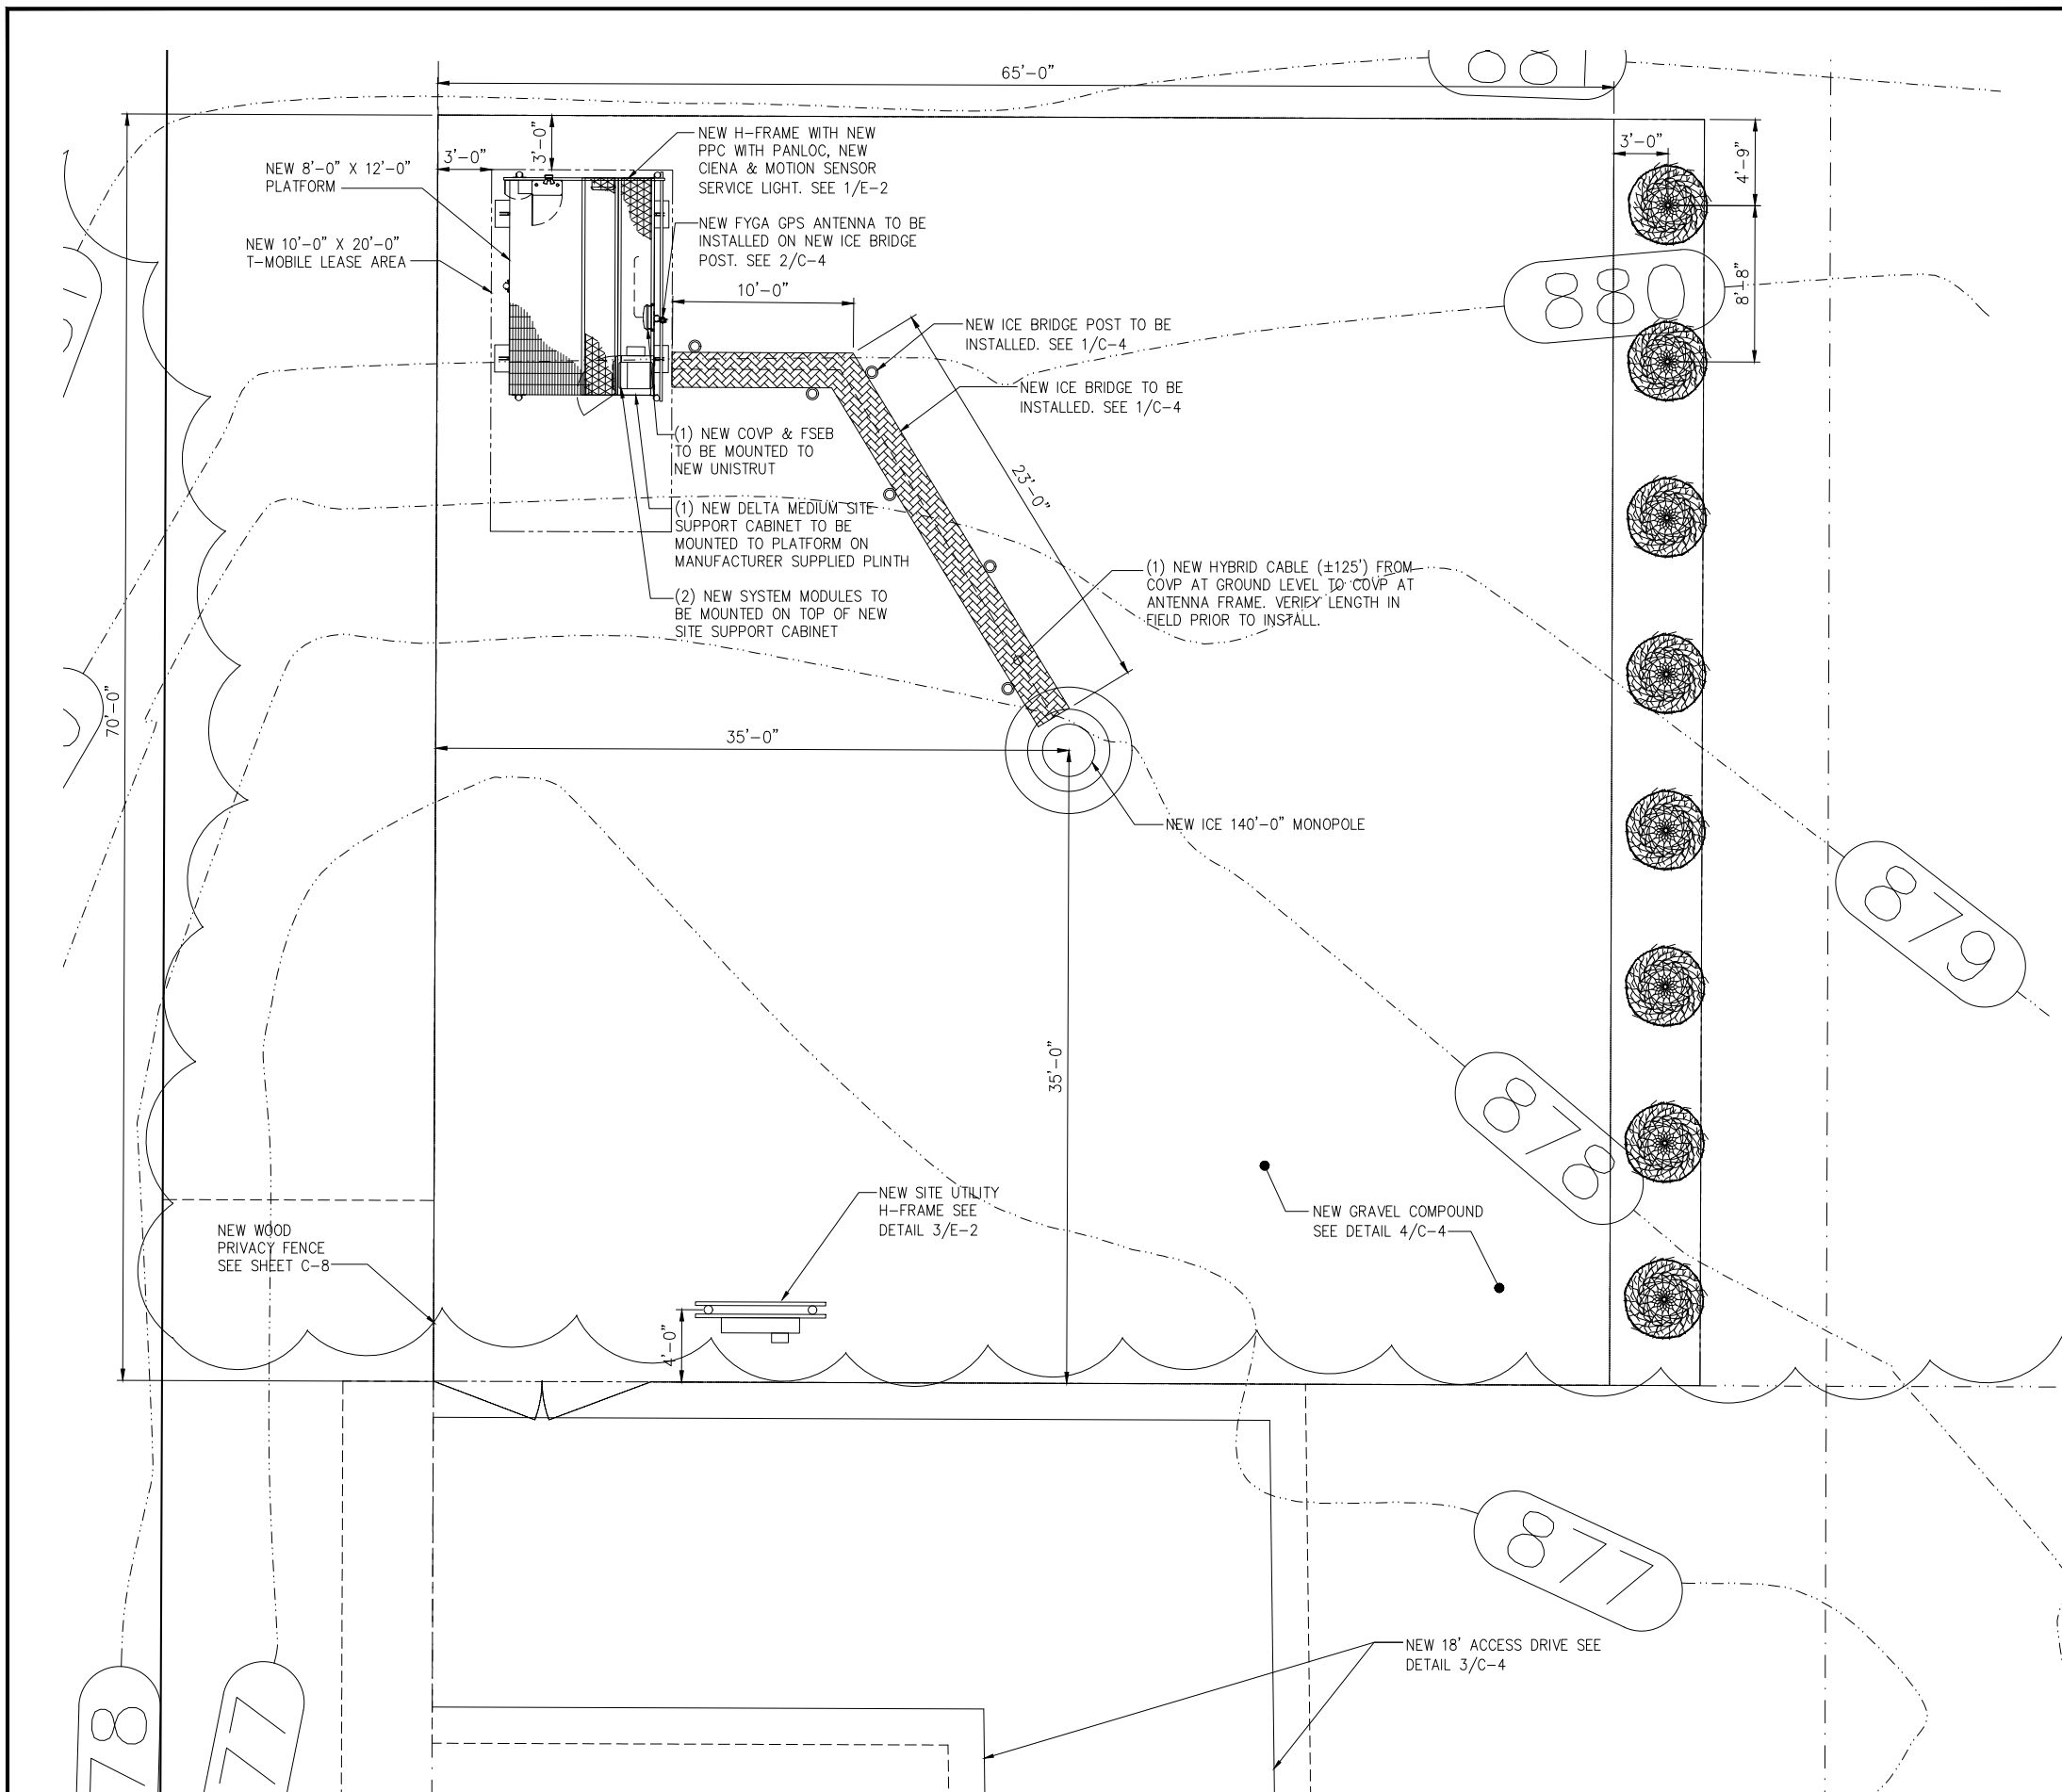 65'-0"
881
3'-0"
3'-0"
NEW H-FRAME WITH NEW
PPC WITH PANLOC, NEW
CIENA & MOTION SENSOR
SERVICE LIGHT. SEE 1/E-2
3'-0"
4'-9"
NEW 8'-0" X 12'-0"
PLATFORM
NEW FYGA GPS ANTENNA TO BE
INSTALLED ON NEW ICE BRIDGE
POST. SEE 2/C-4
NEW 10'-0" X 20'-0"
T-MOBILE LEASE AREA
10'-0"
880
8'-8"
NEW ICE BRIDGE POST TO BE
INSTALLED. SEE 1/C-4
NEW ICE BRIDGE TO BE
INSTALLED. SEE 1/C-4
(1) NEW COVP & FSEB
TO BE MOUNTED TO
NEW UNISTRUT
23'-0"
(1) NEW DELTA MEDIUM SITE
SUPPORT CABINET TO BE
MOUNTED TO PLATFORM ON
MANUFACTURER SUPPLIED PLINTH
(1) NEW HYBRID CABLE (±125') FROM
COVP AT GROUND LEVEL TO COVP AT
ANTENNA FRAME. VERIFY LENGTH IN
FIELD PRIOR TO INSTALL.
(2) NEW SYSTEM MODULES TO
BE MOUNTED ON TOP OF NEW
SITE SUPPORT CABINET
70'-0"
35'-0"
NEW ICE 140'-0" MONOPOLE
879
35'-0"
878
NEW SITE UTILITY
H-FRAME SEE
DETAIL 3/E-2
NEW GRAVEL COMPOUND
SEE DETAIL 4/C-4
NEW WOOD
PRIVACY FENCE
SEE SHEET C-8
4'-0"
877
NEW 18' ACCESS DRIVE SEE
DETAIL 3/C-4
78
77